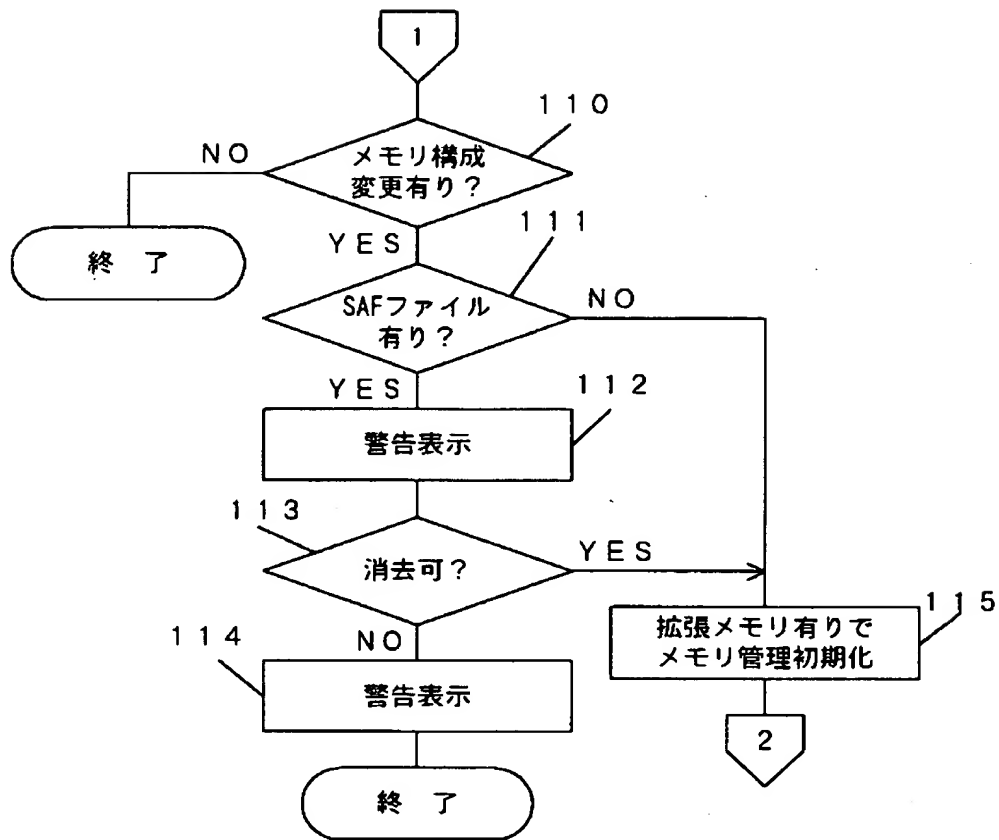 1
110
NO
メモリ構成
変更有り?
111
YES
終 了
SAFファイル
有り?
NO
YES
112
警告表示
113
消去可?
YES
115
拡張メモリ有りで
メモリ管理初期化
114
NO
警告表示
2
終 了